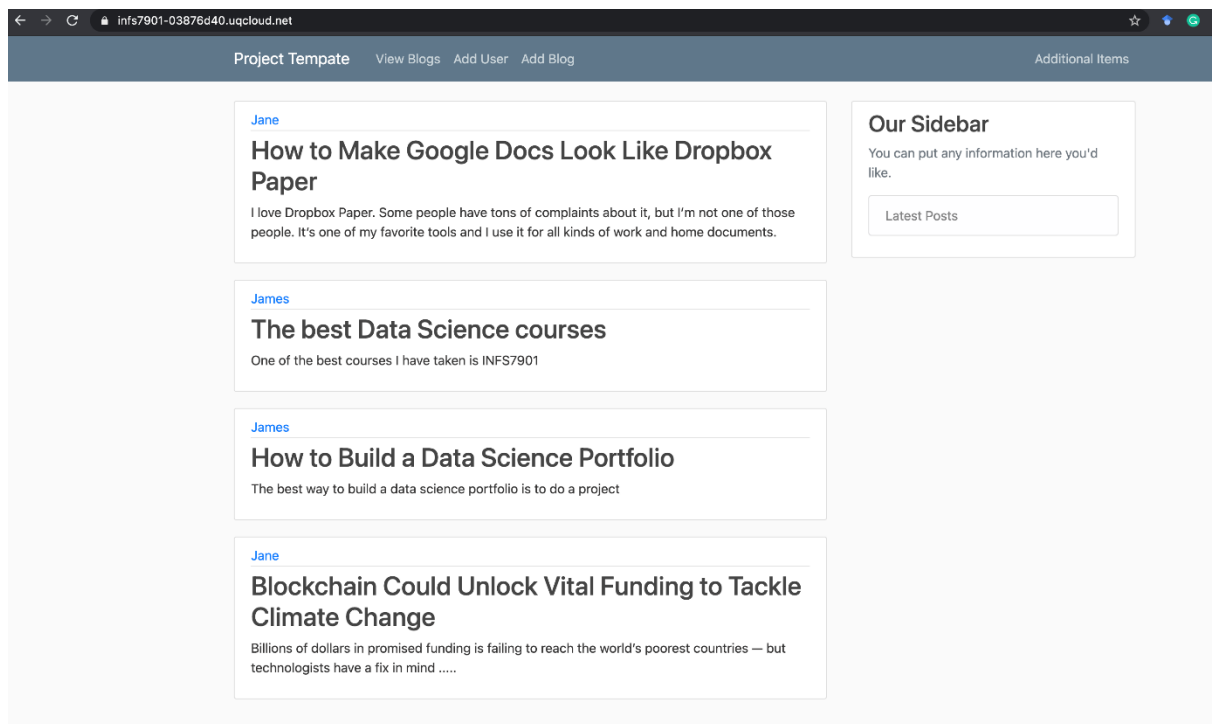 infs7901-03876d40.uqcloud.net
Project Tempate View Blogs Add User Add Blog Additional Items
Jane
How to Make Google Docs Look Like Dropbox
Paper
I love Dropbox Paper. Some people have tons of complaints about it, but I’m not one of those
people. It’s one of my favorite tools and I use it for all kinds of work and home documents.
James
The best Data Science courses
One of the best courses I have taken is INFS7901
James
How to Build a Data Science Portfolio
The best way to build a data science portfolio is to do a project
Jane
Blockchain Could Unlock Vital Funding to Tackle
Climate Change
Billions of dollars in promised funding is failing to reach the world’s poorest countries — but
technologists have a fix in mind .....
Our Sidebar
You can put any information here you'd
like.
Latest Posts